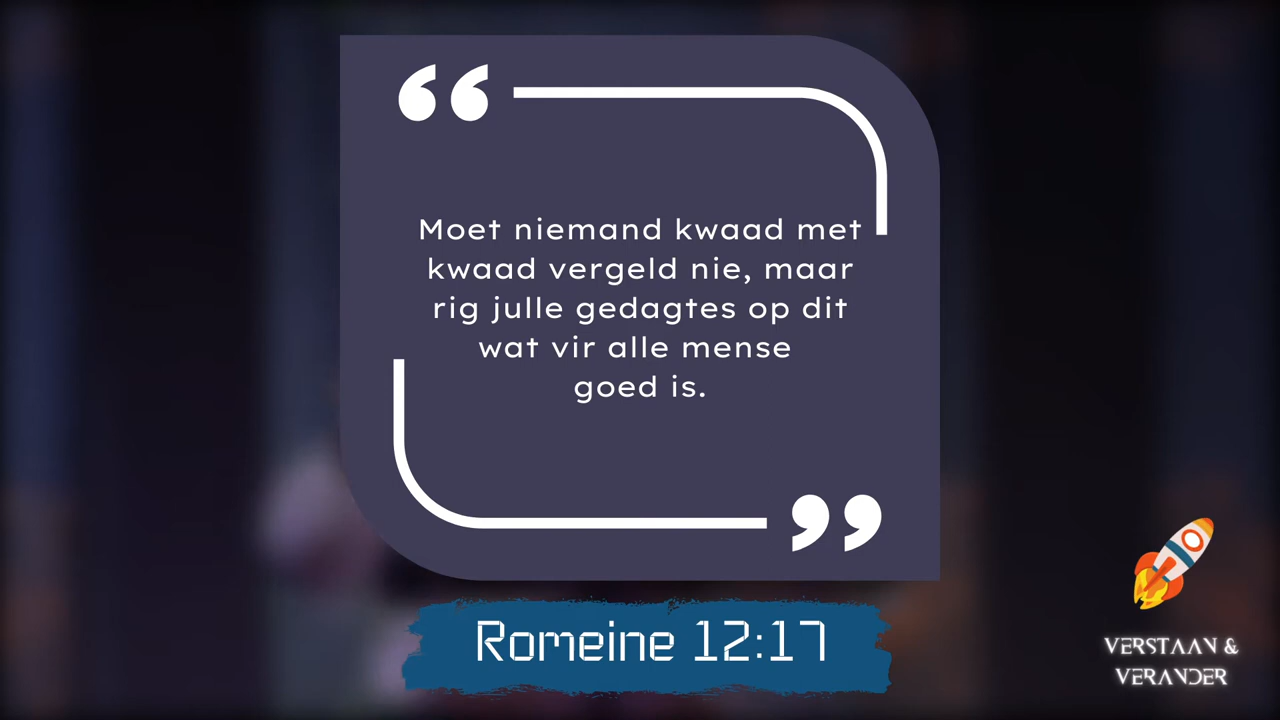 “
Moet niemand kwaad met
kwaad vergeld nie, maar
rig julle gedagtes op dit
wat vir alle mense
goed is.
”
Romeine 12:17
VERSTAAN &
VERANDER